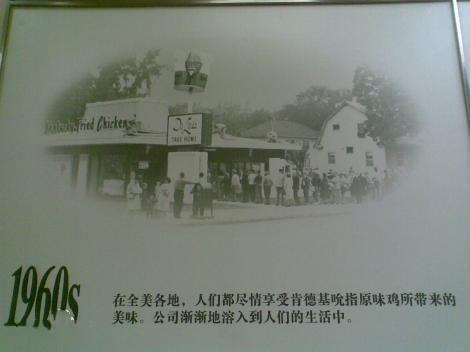 Kentucky Fried Chicken
TAKE HOME
1960s
在全美各地，人们都尽情享受肯德基吮指原味鸡所带来的
美味。公司渐渐地溶入到人们的生活中。